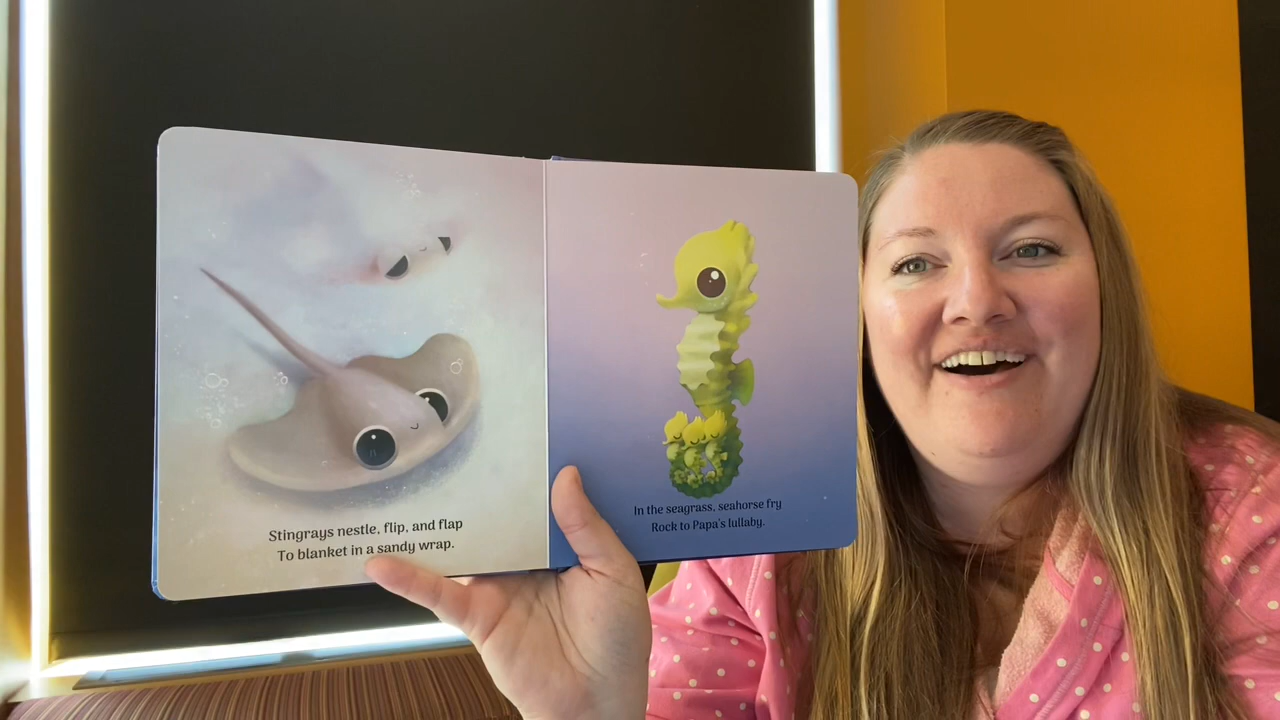 Stingrays nestle, flip, and flap
To blanket in a sandy wrap.
In the seagrass, seahorse fry
Rock to Papa's lullaby.